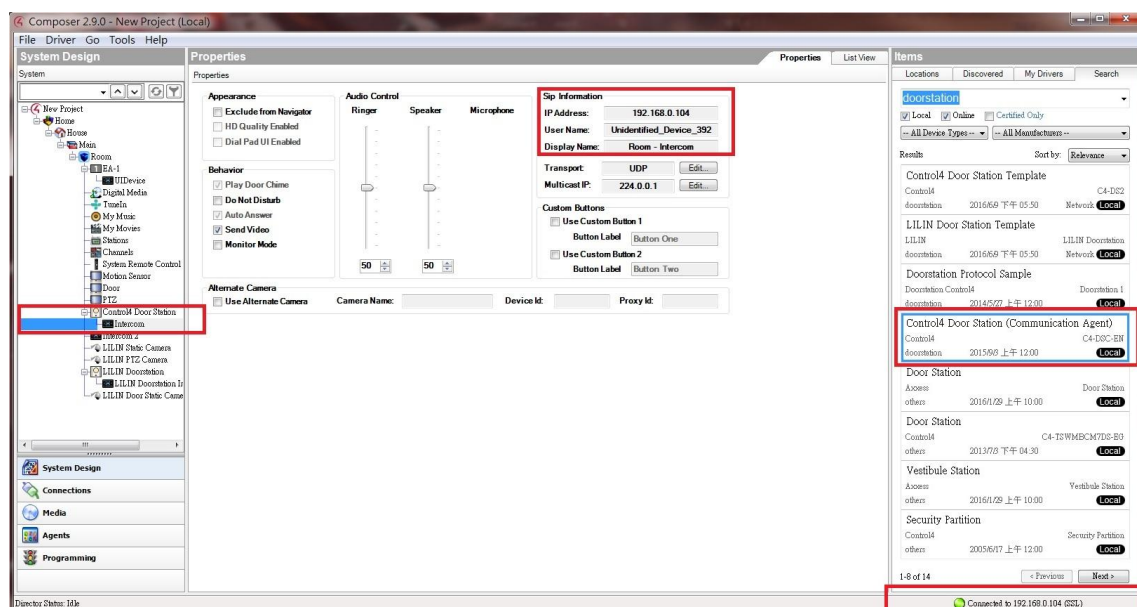 Composer 2.9.0 - New Project (Local)
File Driver Go Tools Help
System Design
System
New Project
Home
House
Main
Room
EA-1
UIDevice
Digital Media
TuneIn
My Music
My Movies
Stations
Channels
System Remote Control
Motion Sensor
Door
PTZ
Control4 Door Station
Intercom
Intercom 2
LILIN Static Camera
LILIN PTZ Camera
LILIN Doorstation
LILIN Doorstation In
LILIN Door Static Came
System Design
Connections
Media
Agents
Programming
Director Status: Idle
Properties
Properties List View
Properties
Appearance
Exclude from Navigator
HD Quality Enabled
Dial Pad UI Enabled
Behavior
Play Door Chime
Do Not Disturb
Auto Answer
Send Video
Monitor Mode
Audio Control
Ringer Speaker Microphone
50 50
Sip Information
IP Address: 192.168.0.104
User Name: Unidentified_Device_392
Display Name: Room - Intercom
Transport: UDP Edit...
Multicast IP: 224.0.0.1 Edit...
Custom Buttons
Use Custom Button 1
Button Label Button One
Use Custom Button 2
Button Label Button Two
Alternate Camera
Use Alternate Camera Camera Name: Device Id: Proxy Id:
Items
Locations Discovered My Drivers Search
doorstation
Local Online Certified Only
-- All Device Types -- -- All Manufacturers --
Results Sort by: Relevance
Control4 Door Station Template
Control4 C4-DS2
doorstation 2016/6/9 下午 05:50 Network Local
LILIN Door Station Template
LILIN LILIN Doorstation
doorstation 2016/6/9 下午 05:50 Network Local
Doorstation Protocol Sample
Doorstation Control4 Doorstation 1
doorstation 2014/5/27 上午 12:00 Local
Control4 Door Station (Communication Agent)
Control4 C4-DSC-EN
doorstation 2015/9/3 上午 12:00 Local
Door Station
Axxess Door Station
others 2016/1/29 上午 10:00 Local
Door Station
Control4 C4-TSWMBCM7DS-EG
others 2013/7/3 下午 04:30 Local
Vestibule Station
Axxess Vestibule Station
others 2016/1/29 上午 10:00 Local
Security Partition
Control4 Security Partition
others 2005/6/17 上午 12:00 Local
1-8 of 14 < Previous Next >
Connected to 192.168.0.104 (SSL)